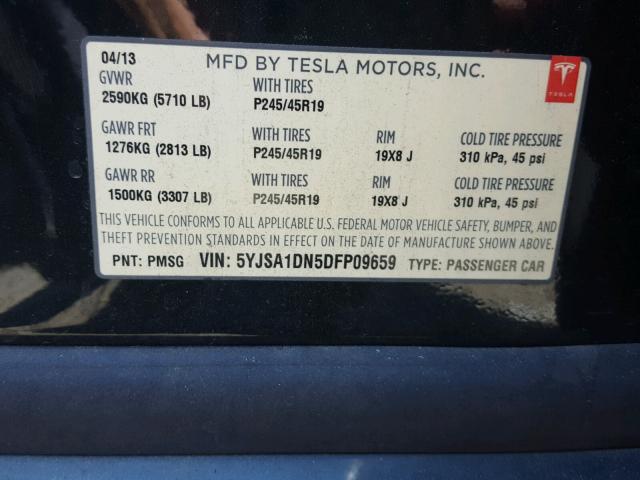 04/13 MFD BY TESLA MOTORS, INC.
GVWR WITH TIRES
2590KG (5710 LB) P245/45R19
TESLA
GAWR FRT
1276KG (2813 LB) P245/45R19 RIM 19X8 J COLD TIRE PRESSURE 310 kPa, 45 psi
GAWR RR WITH TIRES RIM COLD TIRE PRESSURE
1500KG (3307 LB) P245/45R19 19X8 J 310 kPa, 45 psi
THIS VEHICLE CONFORMS TO ALL APPLICABLE U.S. FEDERAL MOTOR VEHICLE SAFETY, BUMPER, AND
THEFT PREVENTION STANDARDS IN EFFECT ON THE DATE OF MANUFACTURE SHOWN ABOVE.
PNT: PMSG VIN: 5YJSA1DN5DFP09659 TYPE: PASSENGER CAR